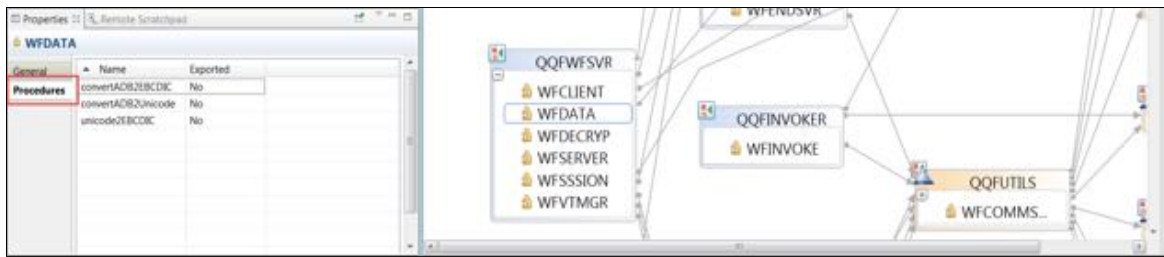 Properties
Remote Scratchpad
WFDATA
General
Procedures
Name Exported
convertADB2EBCDIC No
convertADB2Unicode No
unicode2EBCDIC No
WFENDSVR
QQFWFSVR
WFCLIENT
WFDATA
WFDECRYP
WFSERVER
WFSSSION
WFVTMGR
QQFINVOKER
WFINVOKE
QQFUTILS
WFCOMMS...